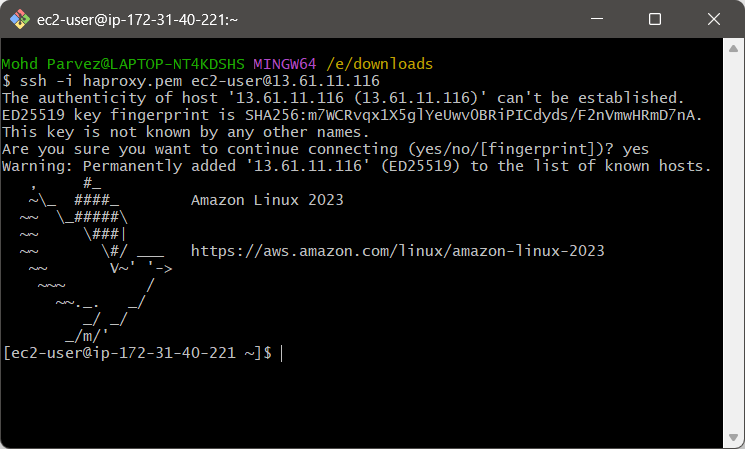 ec2-user@ip-172-31-40-221:~
Mohd Parvez@LAPTOP-NT4KDSHS MINGW64 /e/downloads
$ ssh -i haproxy.pem ec2-user@13.61.11.116
The authenticity of host '13.61.11.116 (13.61.11.116)' can't be established.
ED25519 key fingerprint is SHA256:m7WCRvqx1X5glYeUwvOBRiPICdyds/F2nVmwHRmD7nA.
This key is not known by any other names.
Are you sure you want to continue connecting (yes/no/[fingerprint])? yes
Warning: Permanently added '13.61.11.116' (ED25519) to the list of known hosts.
   ,     #_
   ~\_  ####_        Amazon Linux 2023
  ~~  \_#####\
  ~~     \###|
  ~~       \#/ ___   https://aws.amazon.com/linux/amazon-linux-2023
   ~~       V~' '->
    ~~~         /
      ~~._.   _/
         _/ _/
       _/m/'
[ec2-user@ip-172-31-40-221 ~]$